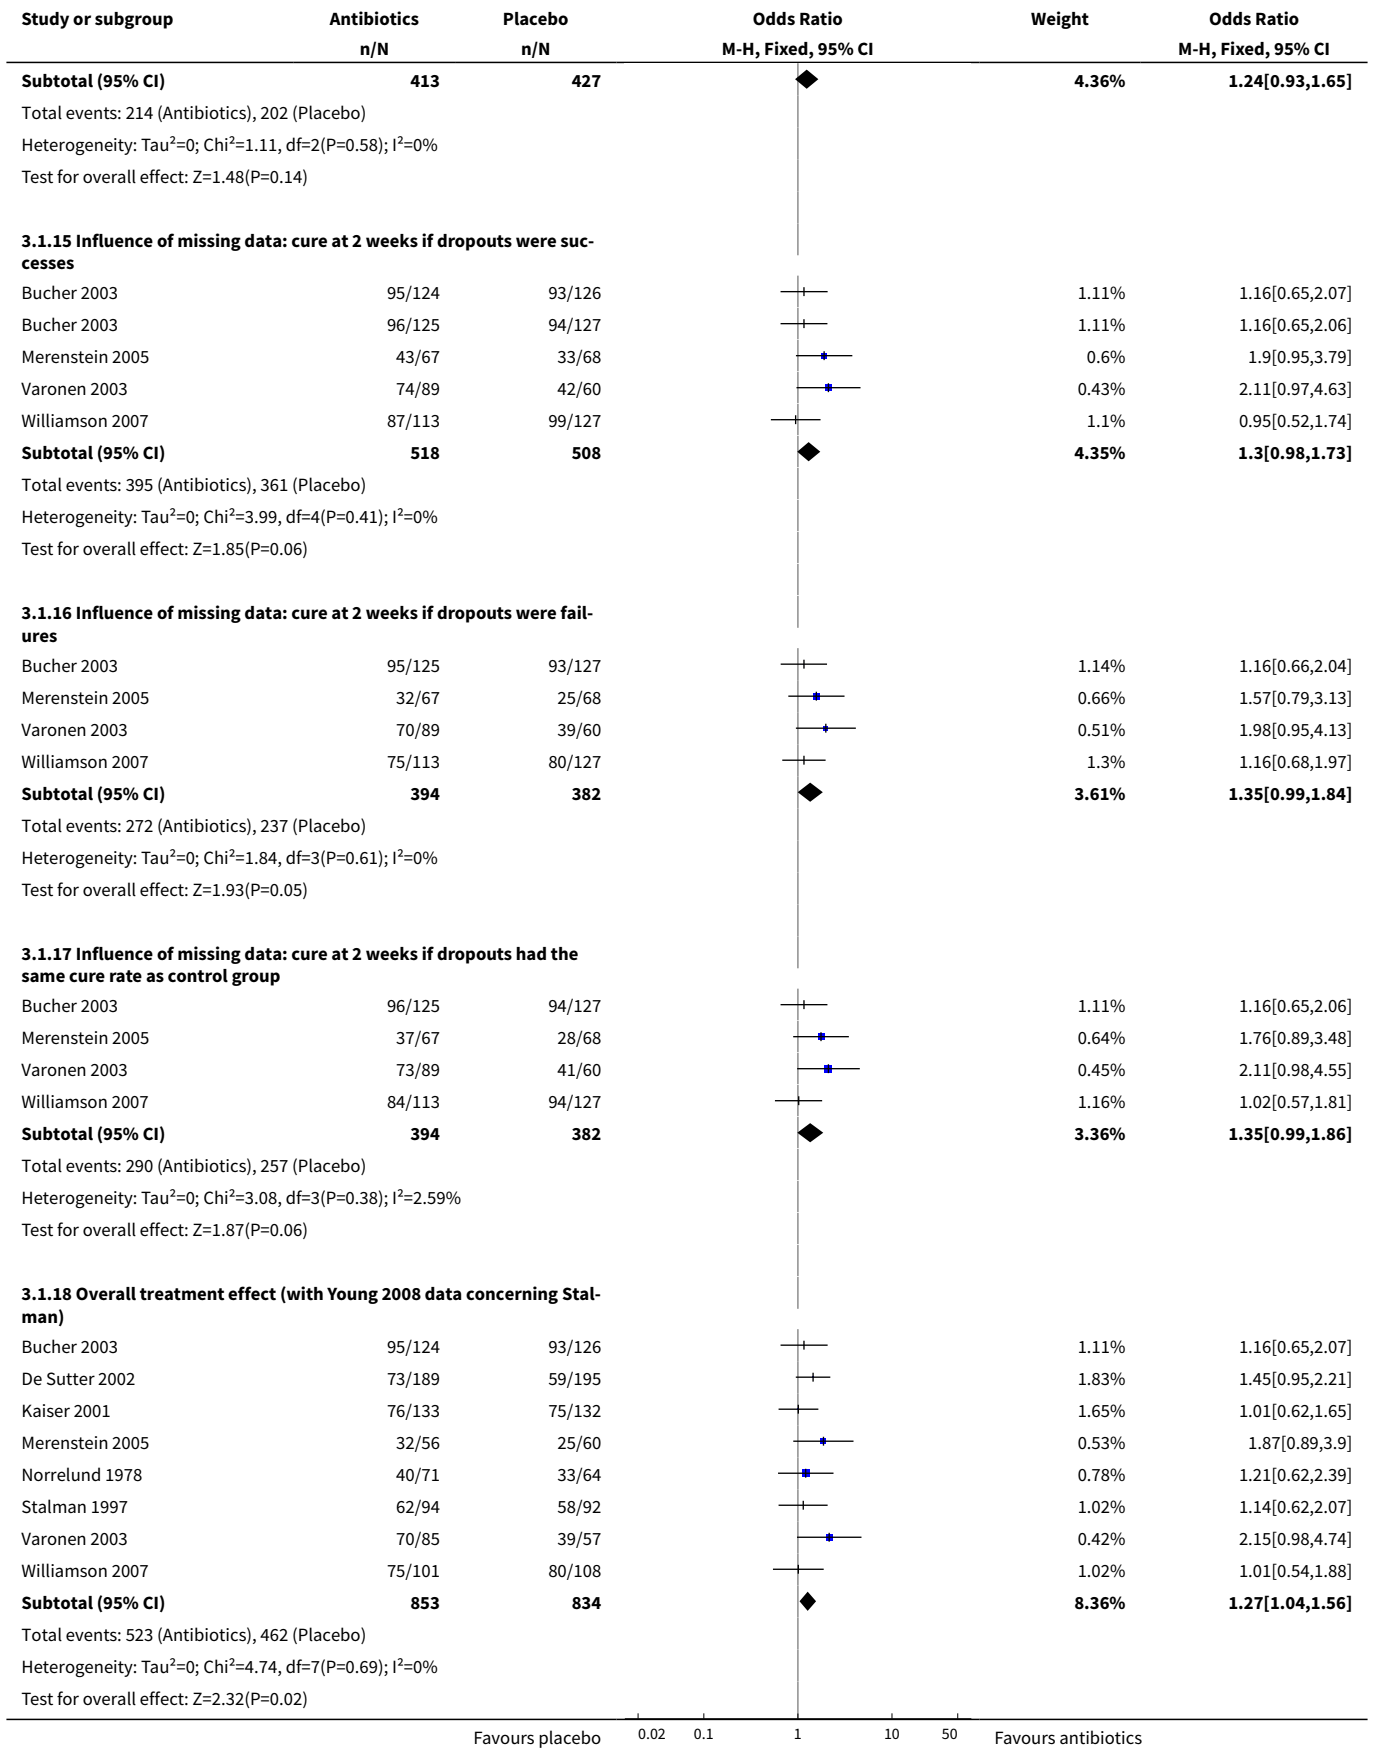 Study or subgroup Antibiotics Placebo Odds Ratio Weight Odds Ratio
n/N n/N M-H, Fixed, 95% CI M-H, Fixed, 95% CI
Subtotal (95% CI) 413 427 4.36% 1.24[0.93,1.65]
Total events: 214 (Antibiotics), 202 (Placebo)
Heterogeneity: Tau²=0; Chi²=1.11, df=2(P=0.58); I²=0%
Test for overall effect: Z=1.48(P=0.14)
3.1.15 Influence of missing data: cure at 2 weeks if dropouts were suc-
cesses
Bucher 2003 95/124 93/126 1.11% 1.16[0.65,2.07]
Bucher 2003 96/125 94/127 1.11% 1.16[0.65,2.06]
Merenstein 2005 43/67 33/68 0.6% 1.9[0.95,3.79]
Varonen 2003 74/89 42/60 0.43% 2.11[0.97,4.63]
Williamson 2007 87/113 99/127 1.1% 0.95[0.52,1.74]
Subtotal (95% CI) 518 508 4.35% 1.3[0.98,1.73]
Total events: 395 (Antibiotics), 361 (Placebo)
Heterogeneity: Tau²=0; Chi²=3.99, df=4(P=0.41); I²=0%
Test for overall effect: Z=1.85(P=0.06)
3.1.16 Influence of missing data: cure at 2 weeks if dropouts were fail-
ures
Bucher 2003 95/125 93/127 1.14% 1.16[0.66,2.04]
Merenstein 2005 32/67 25/68 0.66% 1.57[0.79,3.13]
Varonen 2003 70/89 39/60 0.51% 1.98[0.95,4.13]
Williamson 2007 75/113 80/127 1.3% 1.16[0.68,1.97]
Subtotal (95% CI) 394 382 3.61% 1.35[0.99,1.84]
Total events: 272 (Antibiotics), 237 (Placebo)
Heterogeneity: Tau²=0; Chi²=1.84, df=3(P=0.61); I²=0%
Test for overall effect: Z=1.93(P=0.05)
3.1.17 Influence of missing data: cure at 2 weeks if dropouts had the
same cure rate as control group
Bucher 2003 96/125 94/127 1.11% 1.16[0.65,2.06]
Merenstein 2005 37/67 28/68 0.64% 1.76[0.89,3.48]
Varonen 2003 73/89 41/60 0.45% 2.11[0.98,4.55]
Williamson 2007 84/113 94/127 1.16% 1.02[0.57,1.81]
Subtotal (95% CI) 394 382 3.36% 1.35[0.99,1.86]
Total events: 290 (Antibiotics), 257 (Placebo)
Heterogeneity: Tau²=0; Chi²=3.08, df=3(P=0.38); I²=2.59%
Test for overall effect: Z=1.87(P=0.06)
3.1.18 Overall treatment effect (with Young 2008 data concerning Stal-
man)
Bucher 2003 95/124 93/126 1.11% 1.16[0.65,2.07]
De Sutter 2002 73/189 59/195 1.83% 1.45[0.95,2.21]
Kaiser 2001 76/133 75/132 1.65% 1.01[0.62,1.65]
Merenstein 2005 32/56 25/60 0.53% 1.87[0.89,3.9]
Norrelund 1978 40/71 33/64 0.78% 1.21[0.62,2.39]
Stalman 1997 62/94 58/92 1.02% 1.14[0.62,2.07]
Varonen 2003 70/85 39/57 0.42% 2.15[0.98,4.74]
Williamson 2007 75/101 80/108 1.02% 1.01[0.54,1.88]
Subtotal (95% CI) 853 834 8.36% 1.27[1.04,1.56]
Total events: 523 (Antibiotics), 462 (Placebo)
Heterogeneity: Tau²=0; Chi²=4.74, df=7(P=0.69); I²=0%
Test for overall effect: Z=2.32(P=0.02)
Favours placebo 0.02 0.1 1 10 50 Favours antibiotics